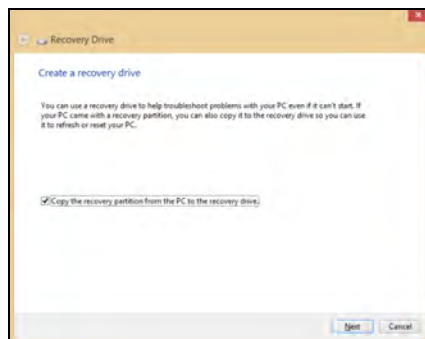 Recovery Drive
Create a recovery drive
You can use a recovery drive to help troubleshoot problems with your PC even if it can't start. If
your PC came with a recovery partition, you can also copy it to the recovery drive so you can use
it to refresh or reset your PC.
Copy the recovery partition from the PC to the recovery drive.
Next Cancel